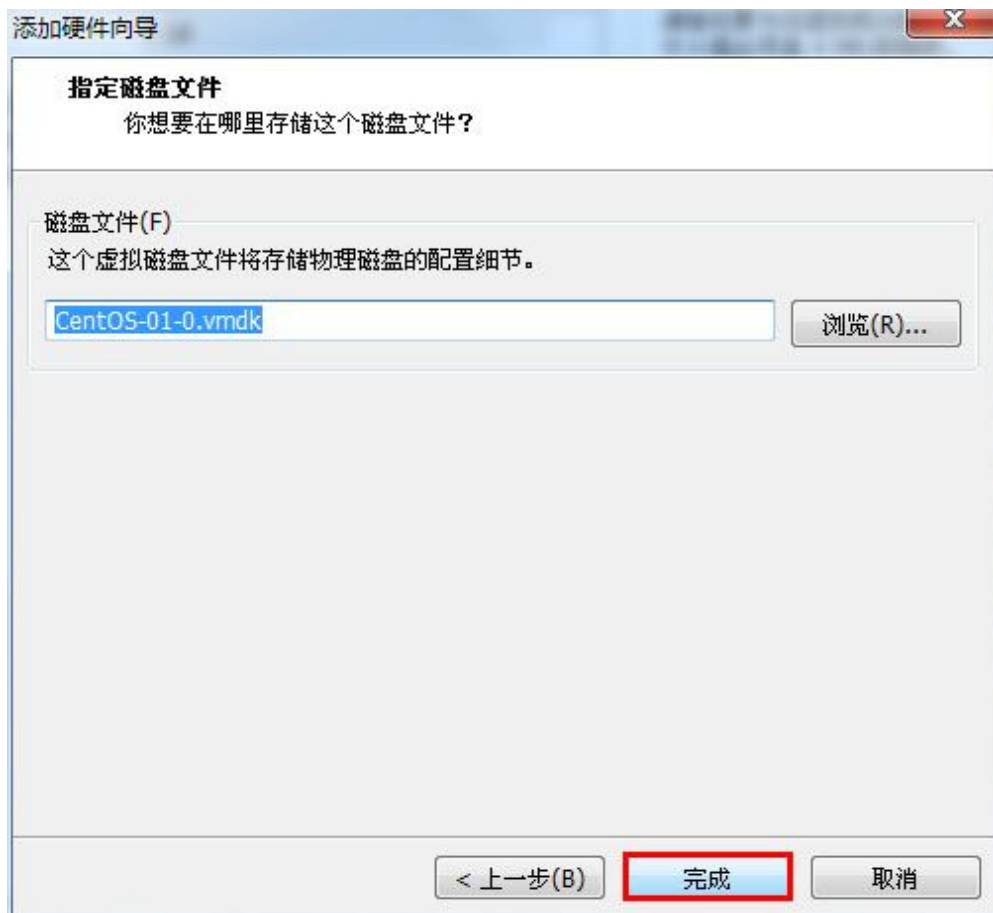 添加硬件向导
指定磁盘文件
你想要在哪里存储这个磁盘文件?
磁盘文件(F)
这个虚拟磁盘文件将存储物理磁盘的配置细节。
CentOS-01-0.vmdk
浏览(R)...
< 上一步(B)
完成
取消